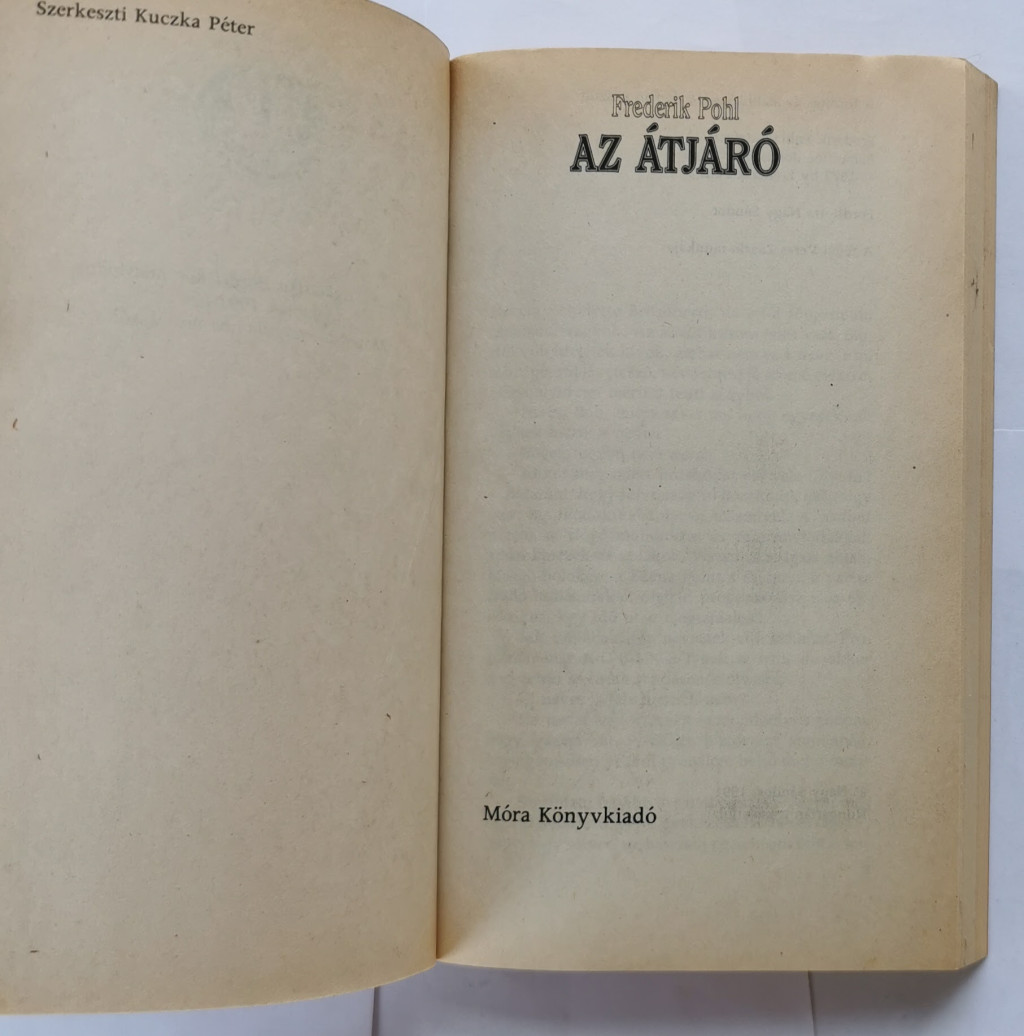 Szerkeszti Kuczka Péter
Frederik Pohl
AZ ÁTJÁRÓ
Móra Könyvkiadó